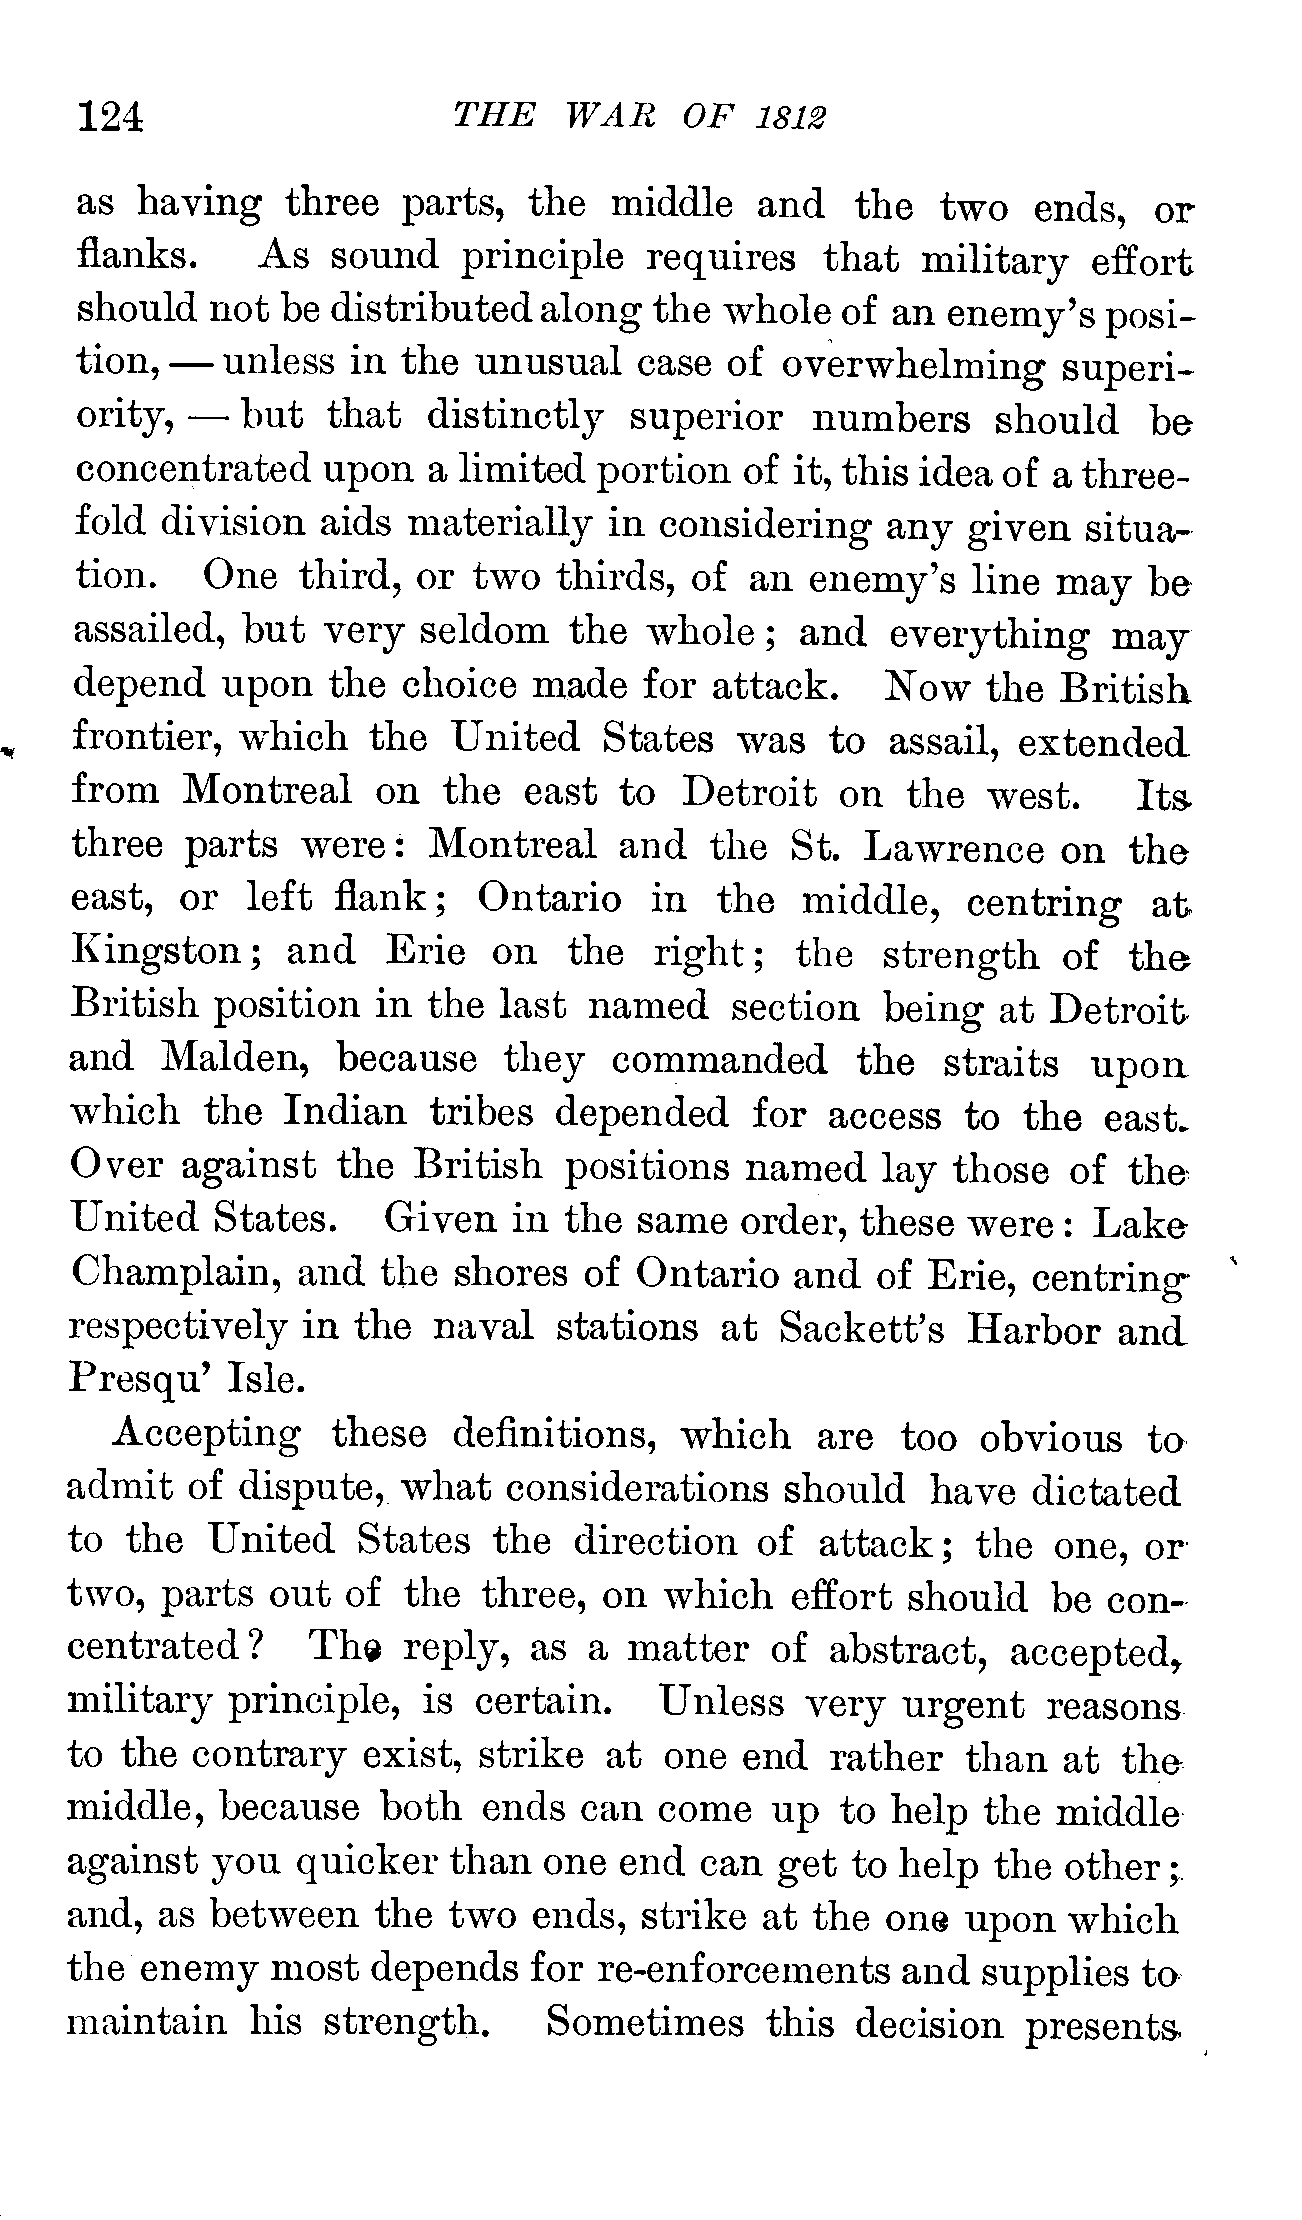 124 THE WAR OF 1812
as having three parts, the middle and the two ends, or
flanks. As sound principle requires that military effort
should not be distributed along the whole of an enemy's posi-
tion, — unless in the unusual case of overwhelming superi-
ority, — but that distinctly superior numbers should be
concentrated upon a limited portion of it, this idea of a three-
fold division aids materially in considering any given situa-
tion. One third, or two thirds, of an enemy's line may be
assailed, but very seldom the whole; and everything may
depend upon the choice made for attack. Now the British
frontier, which the United States was to assail, extended
from Montreal on the east to Detroit on the west. Its
three parts were: Montreal and the St. Lawrence on the
east, or left flank; Ontario in the middle, centring at
Kingston; and Erie on the right; the strength of the
British position in the last named section being at Detroit
and Malden, because they commanded the straits upon
which the Indian tribes depended for access to the east.
Over against the British positions named lay those of the
United States. Given in the same order, these were: Lake
Champlain, and the shores of Ontario and of Erie, centring
respectively in the naval stations at Sackett's Harbor and
Presqu' Isle.
Accepting these definitions, which are too obvious to
admit of dispute, what considerations should have dictated
to the United States the direction of attack; the one, or
two, parts out of the three, on which effort should be con-
centrated? The reply, as a matter of abstract, accepted,
military principle, is certain. Unless very urgent reasons
to the contrary exist, strike at one end rather than at the
middle, because both ends can come up to help the middle
against you quicker than one end can get to help the other;
and, as between the two ends, strike at the one upon which
the enemy most depends for re-enforcements and supplies to
maintain his strength. Sometimes this decision presents